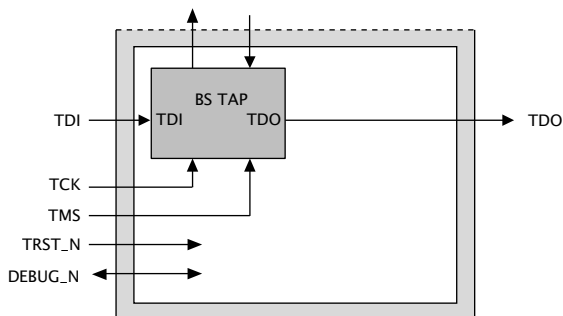 BS TAP
TDI TDI TDO TDO
TCK
TMS
TRST_N
DEBUG_N